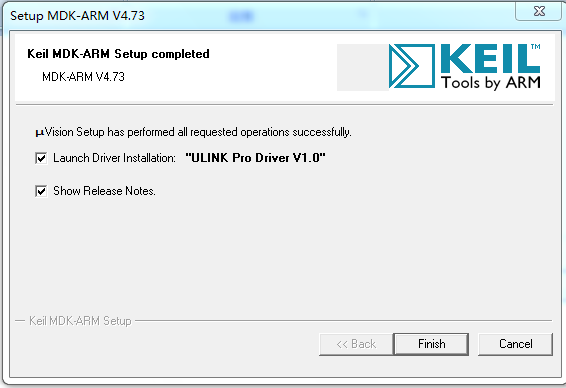 Setup MDK-ARM V4.73
Keil MDK-ARM Setup completed
MDK-ARM V4.73
KEIL™
Tools by ARM
µVision Setup has performed all requested operations successfully.
Launch Driver Installation: "ULINK Pro Driver V1.0"
Show Release Notes.
Keil MDK-ARM Setup
<< Back
Finish
Cancel